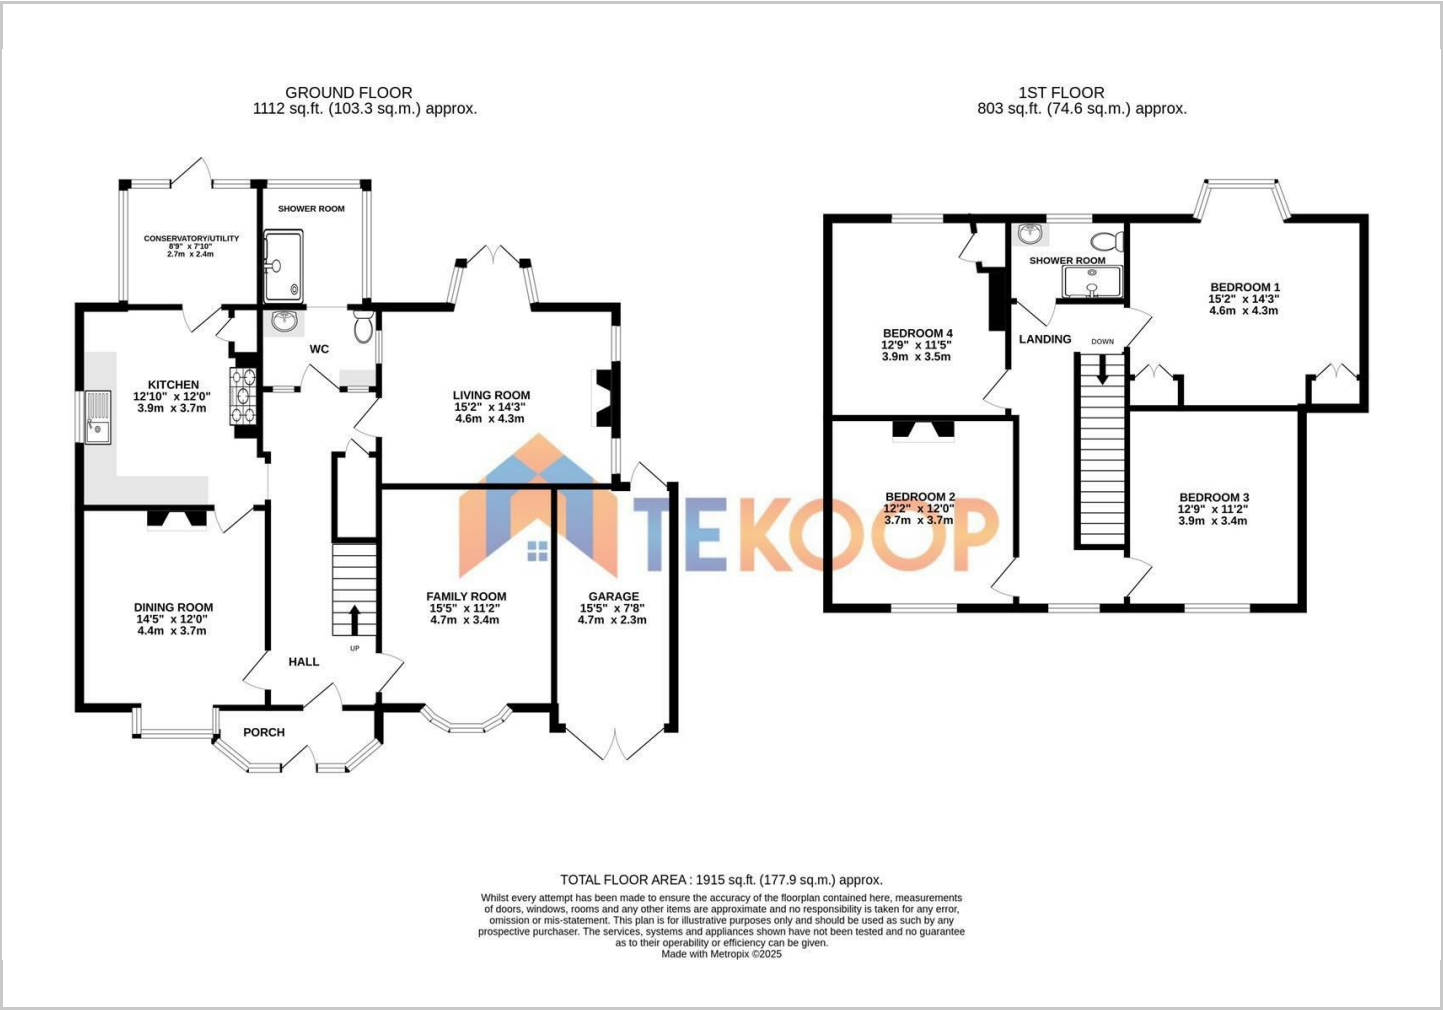 GROUND FLOOR
1112 sq.ft. (103.3 sq.m.) approx.
1ST FLOOR
803 sq.ft. (74.6 sq.m.) approx.
SHOWER ROOM
CONSERVATORY/UTILITY
8'9" x 7'10"
2.7m x 2.4m
WC
KITCHEN
12'10" x 12'0"
3.9m x 3.7m
LIVING ROOM
15'2" x 14'3"
4.6m x 4.3m
DINING ROOM
14'5" x 12'0"
4.4m x 3.7m
FAMILY ROOM
15'5" x 11'2"
4.7m x 3.4m
GARAGE
15'5" x 7'8"
4.7m x 2.3m
UP
HALL
PORCH
SHOWER ROOM
BEDROOM 1
15'2" x 14'3"
4.6m x 4.3m
BEDROOM 4
12'9" x 11'5"
3.9m x 3.5m
LANDING
DOWN
BEDROOM 2
12'2" x 12'0"
3.7m x 3.7m
BEDROOM 3
12'9" x 11'2"
3.9m x 3.4m
TEKOOP
TOTAL FLOOR AREA : 1915 sq.ft. (177.9 sq.m.) approx.
Whilst every attempt has been made to ensure the accuracy of the floorplan contained here, measurements
of doors, windows, rooms and any other items are approximate and no responsibility is taken for any error,
omission or mis-statement. This plan is for illustrative purposes only and should be used as such by any
prospective purchaser. The services, systems and appliances shown have not been tested and no guarantee
as to their operability or efficiency can be given.
Made with Metropix ©2025